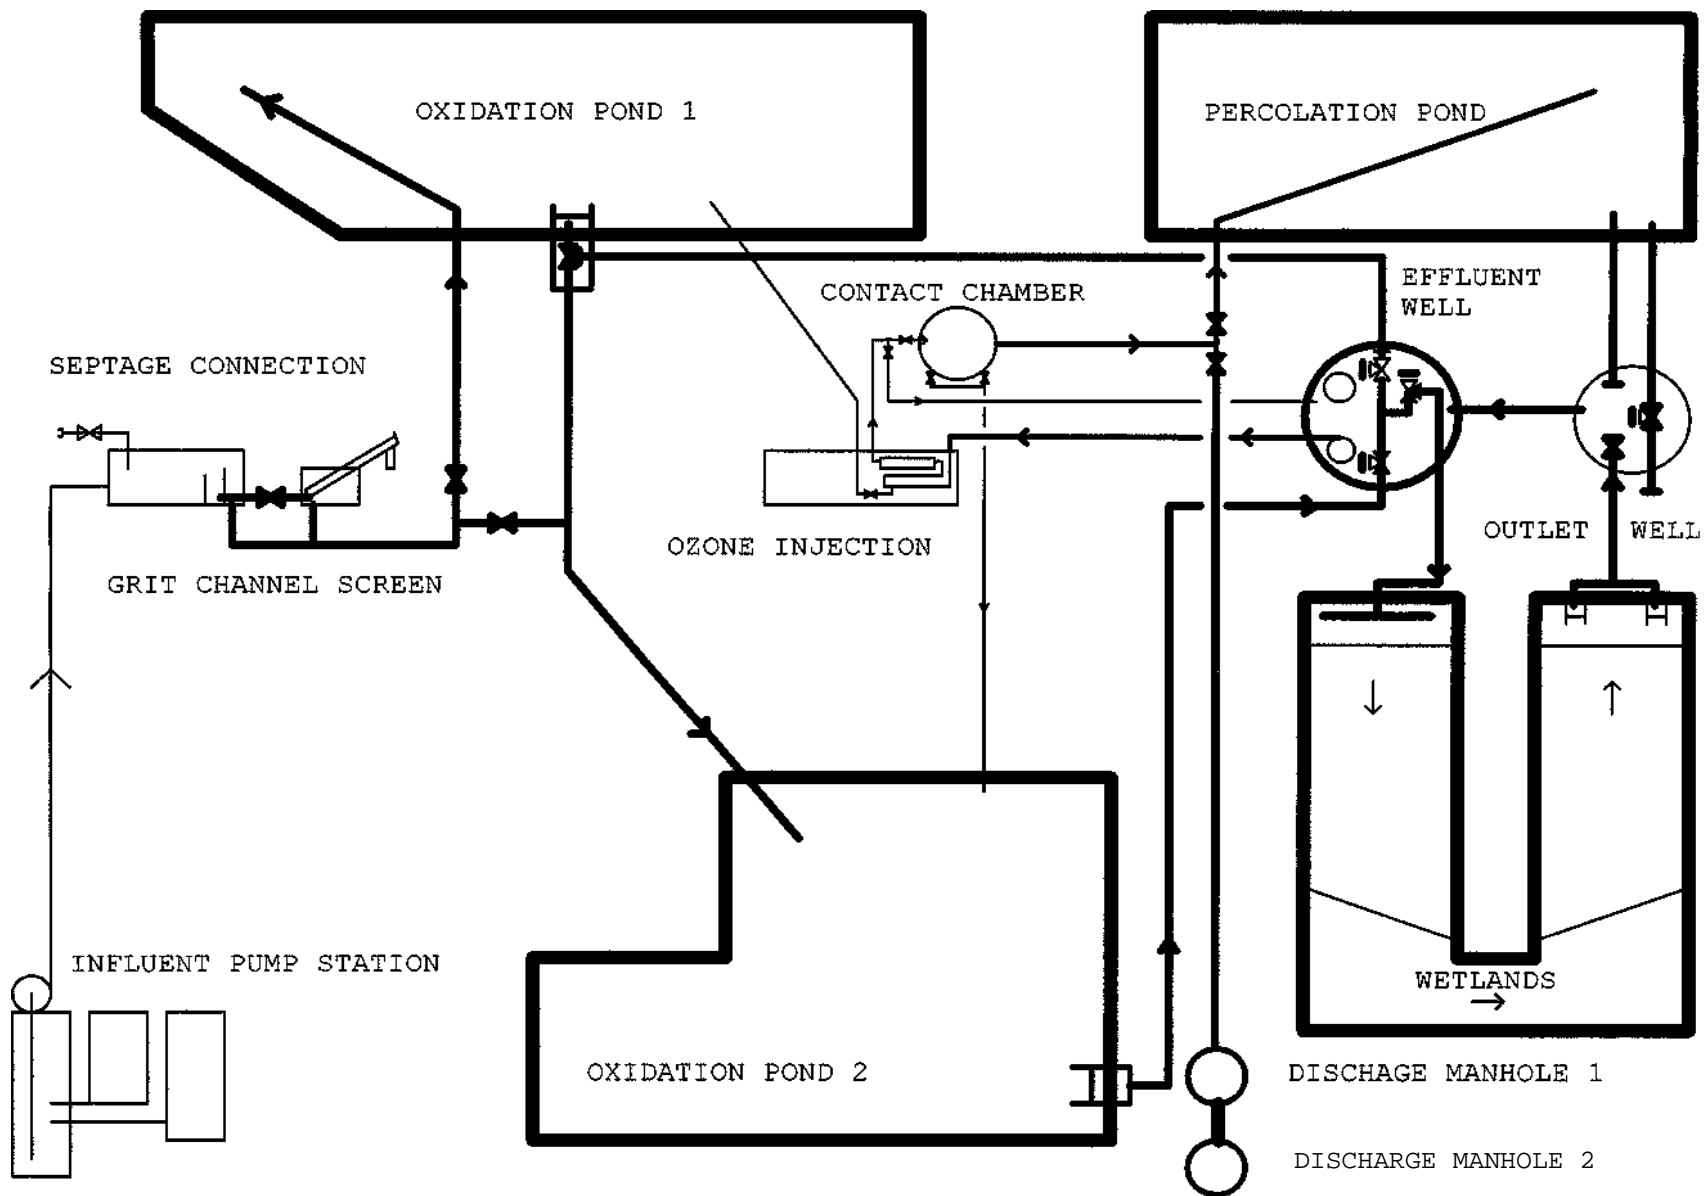 OXIDATION POND 1
PERCOLATION POND
CONTACT CHAMBER
EFFLUENT
WELL
SEPTAGE CONNECTION
OZONE INJECTION
OUTLET WELL
GRIT CHANNEL SCREEN
INFLUENT PUMP STATION
WETLANDS
OXIDATION POND 2
DISCHAGE MANHOLE 1
DISCHARGE MANHOLE 2